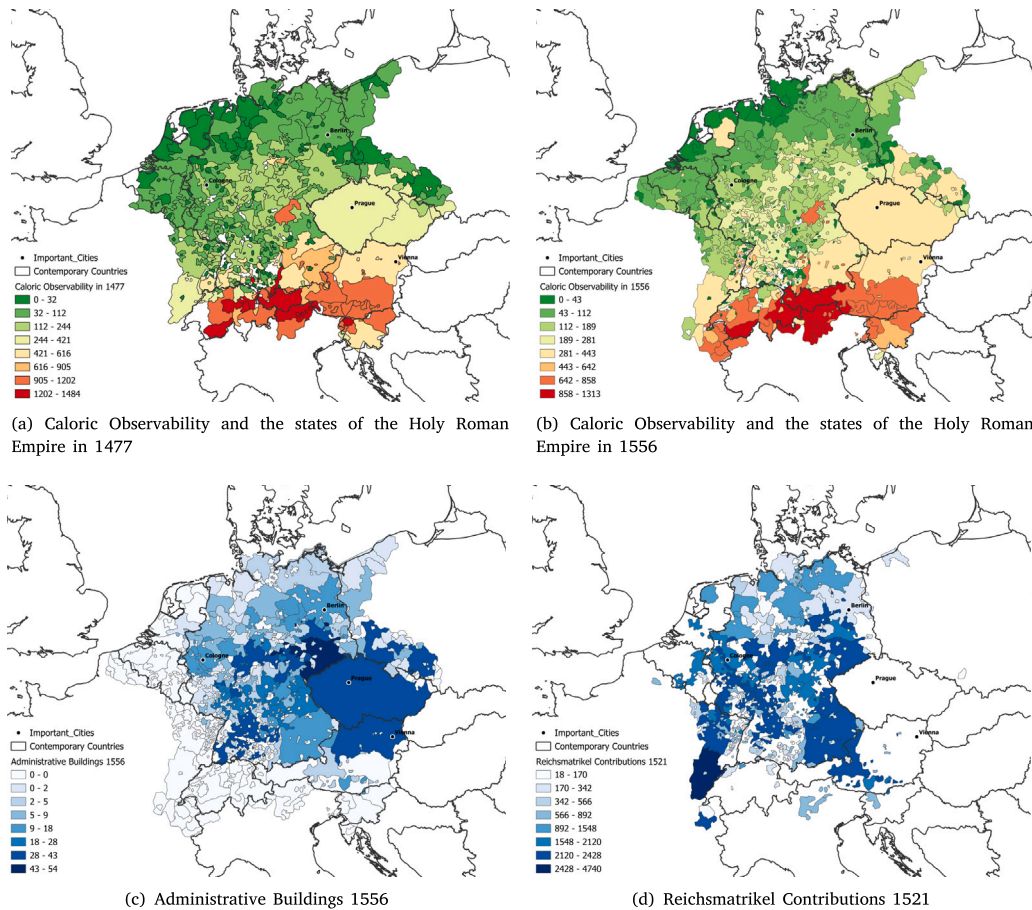 Berlin
Cologne
Prague
Vienna
Important_Cities
Contemporary Countries
Caloric Observability in 1477
0 - 32
32 - 112
112 - 244
244 - 421
421 - 616
616 - 905
905 - 1202
1202 - 1484
(a) Caloric Observability and the states of the Holy Roman
Empire in 1477
Berlin
Cologne
Prague
Vienna
Important_Cities
Contemporary Countries
Caloric Observability in 1556
0 - 43
43 - 112
112 - 189
189 - 281
281 - 443
443 - 642
642 - 858
858 - 1313
(b) Caloric Observability and the states of the Holy Roman
Empire in 1556
Berlin
Cologne
Prague
Vienna
Important_Cities
Contemporary Countries
Administrative Buildings 1556
0 - 0
0 - 2
2 - 5
5 - 9
9 - 18
18 - 28
28 - 43
43 - 54
(c) Administrative Buildings 1556
Berlin
Cologne
Prague
Vienna
Important_Cities
Contemporary Countries
Reichsmatrikel Contributions 1521
18 - 170
170 - 342
342 - 566
566 - 892
892 - 1548
1548 - 2120
2120 - 2428
2428 - 4740
(d) Reichsmatrikel Contributions 1521